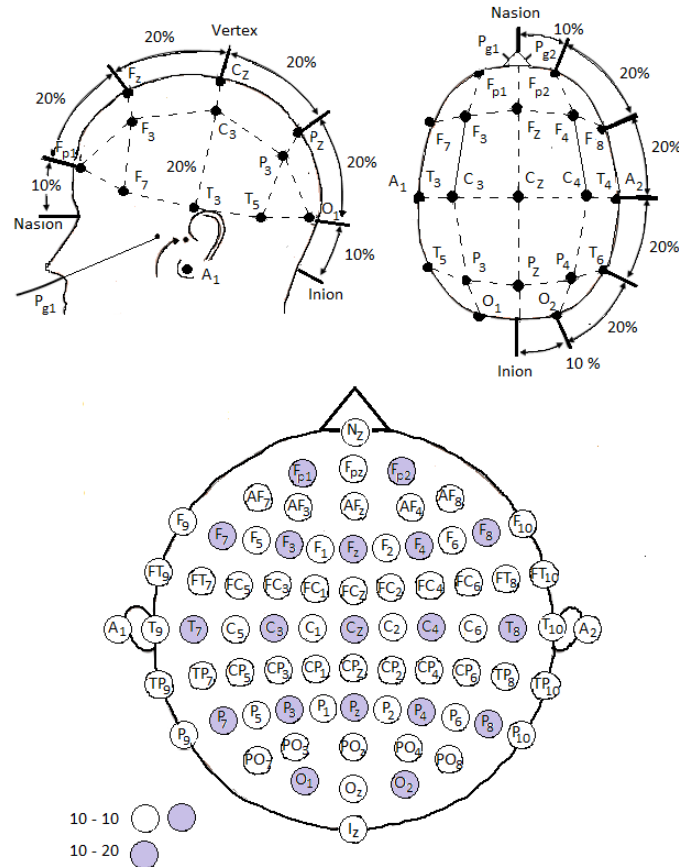 Vertex
20%
20%
Fz
Cz
20%
20%
Fp1
F3
C3
P3
Pz
20%
20%
10%
F7
T3
T5
O1
Nasion
10%
A1
Inion
Pg1
Nasion
Pg1
Pg2
10%
Fp1
Fp2
20%
F7
F3
Fz
F4
F8
20%
A1
T3
C3
Cz
C4
T4
A2
20%
T5
P3
Pz
P4
T6
O1
O2
20%
Inion
10 %
Nz
Fp1 Fpz Fp2
AF7 AF3 AFz AF4 AF8
F9 F7 F5 F3 F1 Fz F2 F4 F6 F8 F10
FT9 FT7 FC5 FC3 FC1 FCz FC2 FC4 FC6 FT8 FT10
A1 T9 T7 C5 C3 C1 Cz C2 C4 C6 T8 T10 A2
TP9 TP7 CP5 CP3 CP1 CPz CP2 CP4 CP6 TP8 TP10
P9 P7 P5 P3 P1 Pz P2 P4 P6 P8 P10
PO7 PO3 POz PO4 PO8
O1 Oz O2
Iz
10 - 10
10 - 20